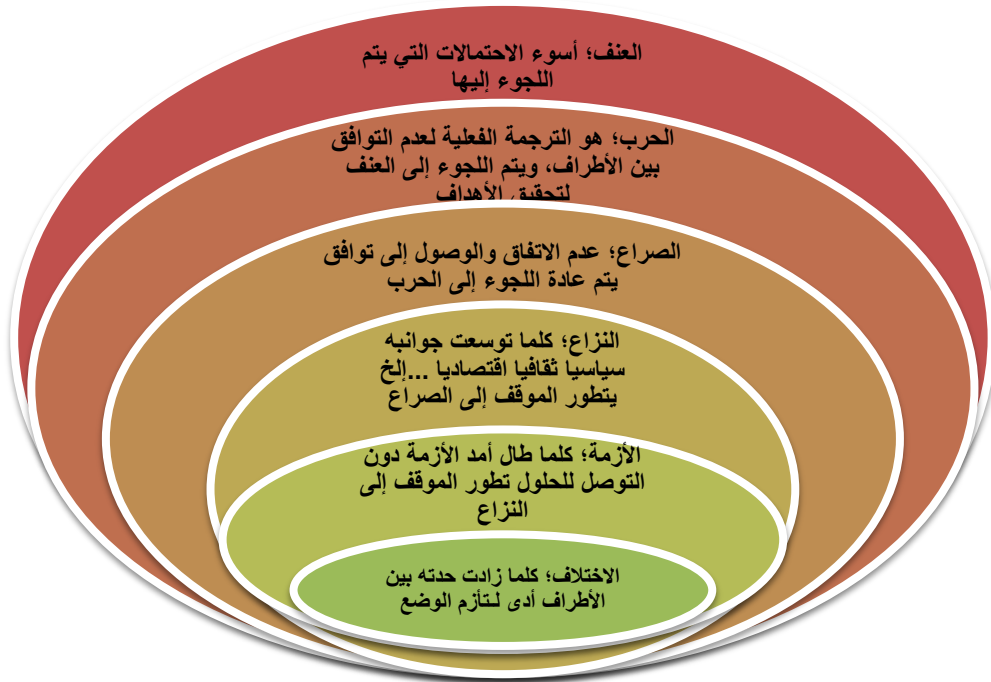 العنف؛ أسوء الاحتمالات التي يتم
اللجوء إليها
الحرب؛ هو الترجمة الفعلية لعدم التوافق
بين الأطراف، ويتم اللجوء إلى العنف
لتحقيق الأهداف
الصراع؛ عدم الاتفاق والوصول إلى توافق
يتم عادة اللجوء إلى الحرب
النزاع؛ كلما توسعت جوانبه
سياسيا ثقافيا اقتصاديا ...إلخ
يتطور الموقف إلى الصراع
الأزمة؛ كلما طال أمد الأزمة دون
التوصل للحلول تطور الموقف إلى
النزاع
الاختلاف؛ كلما زادت حدته بين
الأطراف أدى لـتأزم الوضع